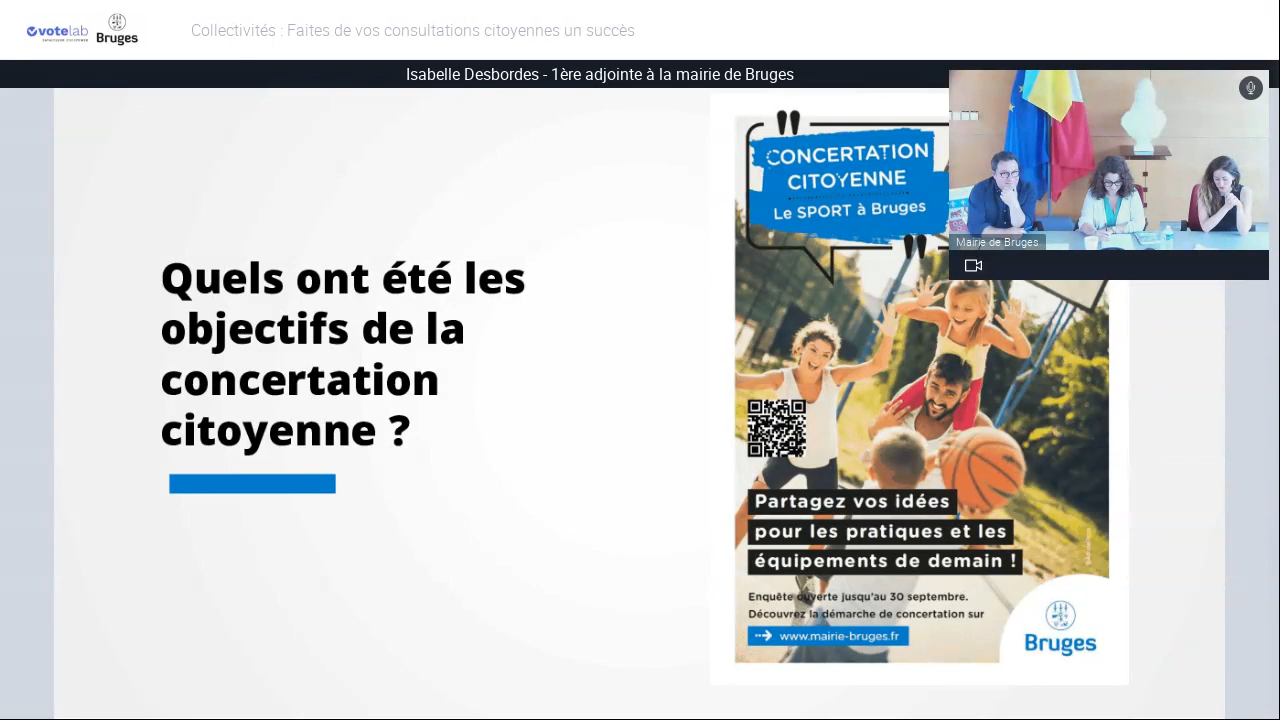 votelab
Bruges
Collectivités : Faites de vos consultations citoyennes un succès
Isabelle Desbordes - 1ère adjointe à la mairie de Bruges
Mairie de Bruges
Quels ont été les
objectifs de la
concertation
citoyenne ?
"
CONCERTATION
CITOYENNE
Le SPORT à Bruges
"
Partagez vos idées
pour les pratiques et les
équipements de demain !
Enquête ouverte jusqu'au 30 septembre.
Découvrez la démarche de concertation sur
www.mairie-bruges.fr
Bruges